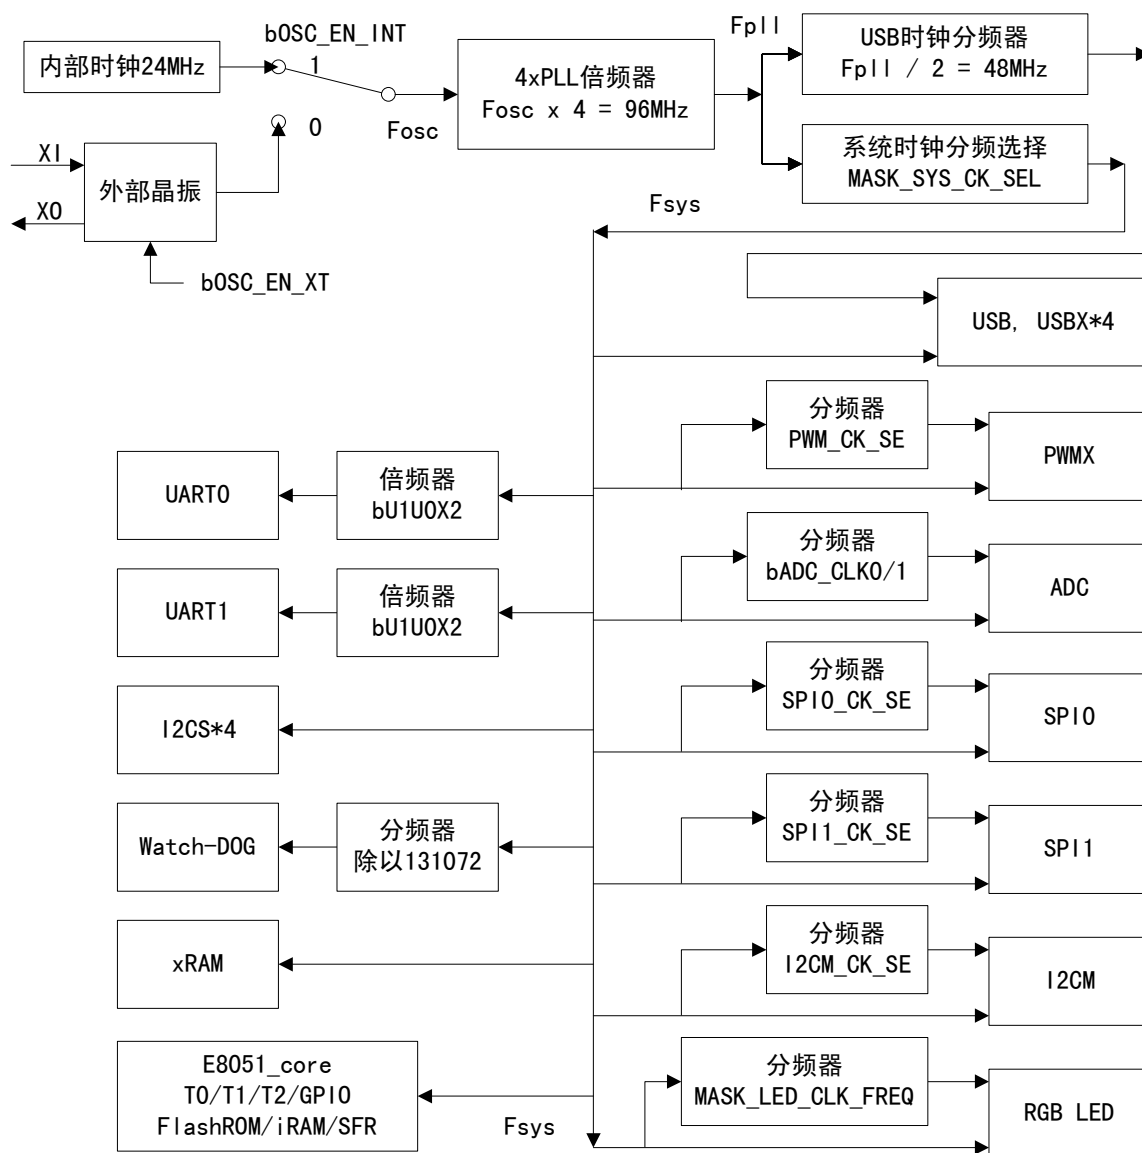 bOSC_EN_INT
内部时钟24MHz
1
0
Fosc
4xPLL倍频器
Fosc x 4 = 96MHz
Fpll
USB时钟分频器
Fpll / 2 = 48MHz
系统时钟分频选择
MASK_SYS_CK_SEL
XI
XO
外部晶振
bOSC_EN_XT
Fsys
USB, USBX*4
分频器
PWM_CK_SE
PWMX
UART0
倍频器
bU1U0X2
分频器
bADC_CLK0/1
ADC
UART1
倍频器
bU1U0X2
分频器
SPI0_CK_SE
SPI0
I2CS*4
分频器
SPI1_CK_SE
SPI1
Watch-DOG
分频器
除以131072
分频器
I2CM_CK_SE
I2CM
xRAM
E8051_core
T0/T1/T2/GPIO
FlashROM/iRAM/SFR
Fsys
分频器
MASK_LED_CLK_FREQ
RGB LED